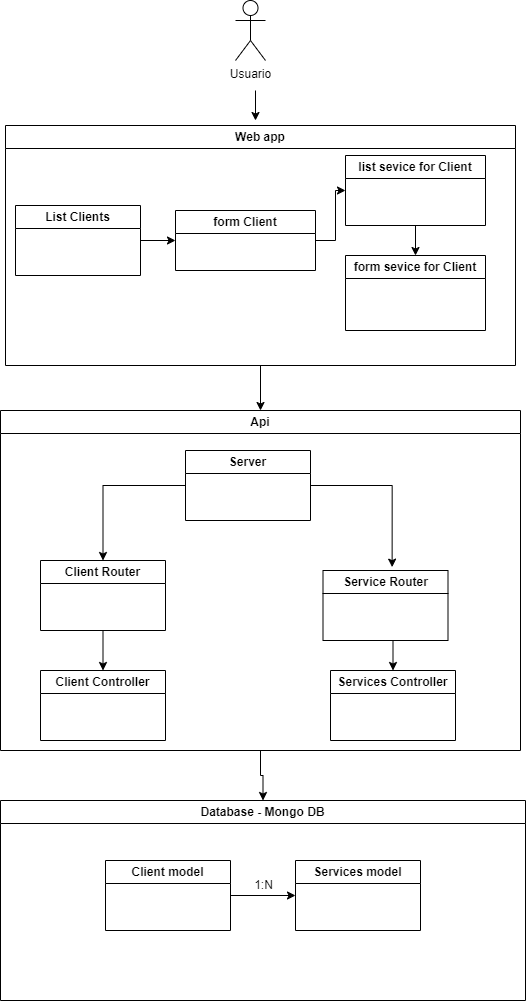 Usuario
Web app
List Clients
form Client
list sevice for Client
form sevice for Client
Api
Server
Client Router
Service Router
Client Controller
Services Controller
Database - Mongo DB
Client model
1:N
Services model